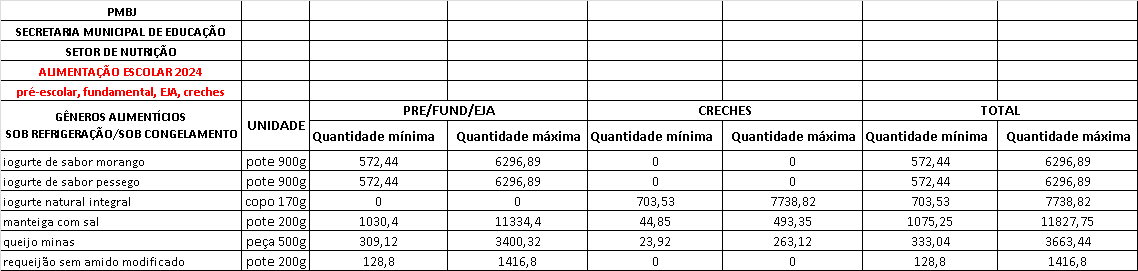 PMBJ
SECRETARIA MUNICIPAL DE EDUCAÇÃO
SETOR DE NUTRIÇÃO
ALIMENTAÇÃO ESCOLAR 2024
pré-escolar, fundamental, EJA, creches
GÊNEROS ALIMENTÍCIOS
SOB REFRIGERAÇÃO/SOB CONGELAMENTO UNIDADE PRE/FUND/EJA CRECHES TOTAL
Quantidade mínima Quantidade máxima Quantidade mínima Quantidade máxima Quantidade mínima Quantidade máxima
iogurte de sabor morango pote 900g 572,44 6296,89 0 0 572,44 6296,89
iogurte de sabor pessego pote 900g 572,44 6296,89 0 0 572,44 6296,89
iogurte natural integral copo 170g 0 0 703,53 7738,82 703,53 7738,82
manteiga com sal pote 200g 1030,4 11334,4 44,85 493,35 1075,25 11827,75
queijo minas peça 500g 309,12 3400,32 23,92 263,12 333,04 3663,44
requeijão sem amido modificado pote 200g 128,8 1416,8 0 0 128,8 1416,8